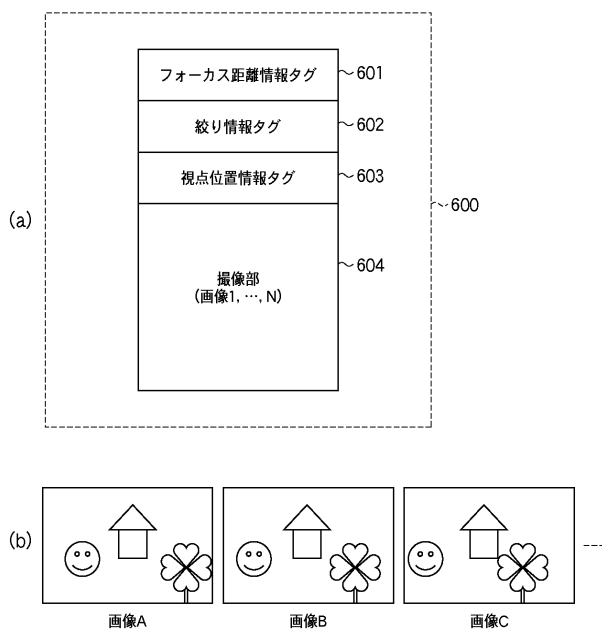 (a)
フォーカス距離情報タグ 601
絞り情報タグ 602
視点位置情報タグ 603
600
撮像部 604
(画像1, …, N)
(b)
画像A 画像B 画像C